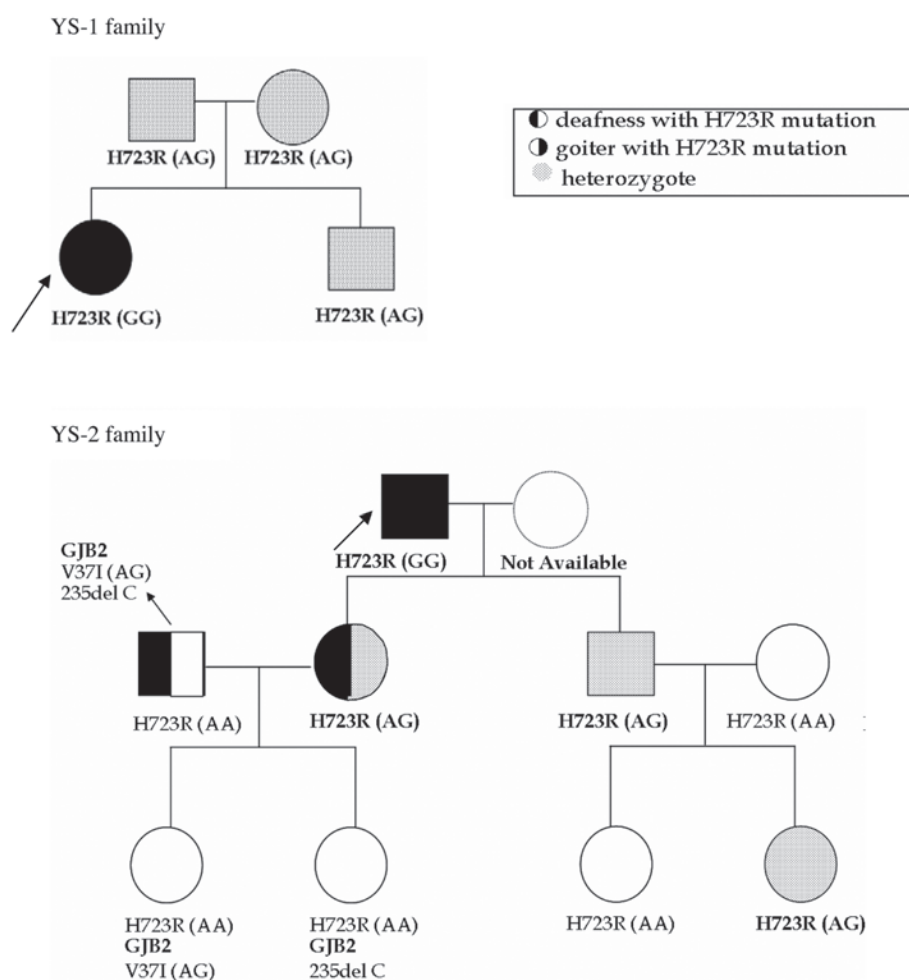 YS-1 family
H723R (AG)
H723R (AG)
deafness with H723R mutation
goiter with H723R mutation
heterozygote
H723R (GG)
H723R (AG)
YS-2 family
GJB2
V37I (AG)
235del C
H723R (GG)
Not Available
H723R (AA)
H723R (AG)
H723R (AG)
H723R (AA)
H723R (AA)
GJB2
V37I (AG)
H723R (AA)
GJB2
235del C
H723R (AA)
H723R (AG)